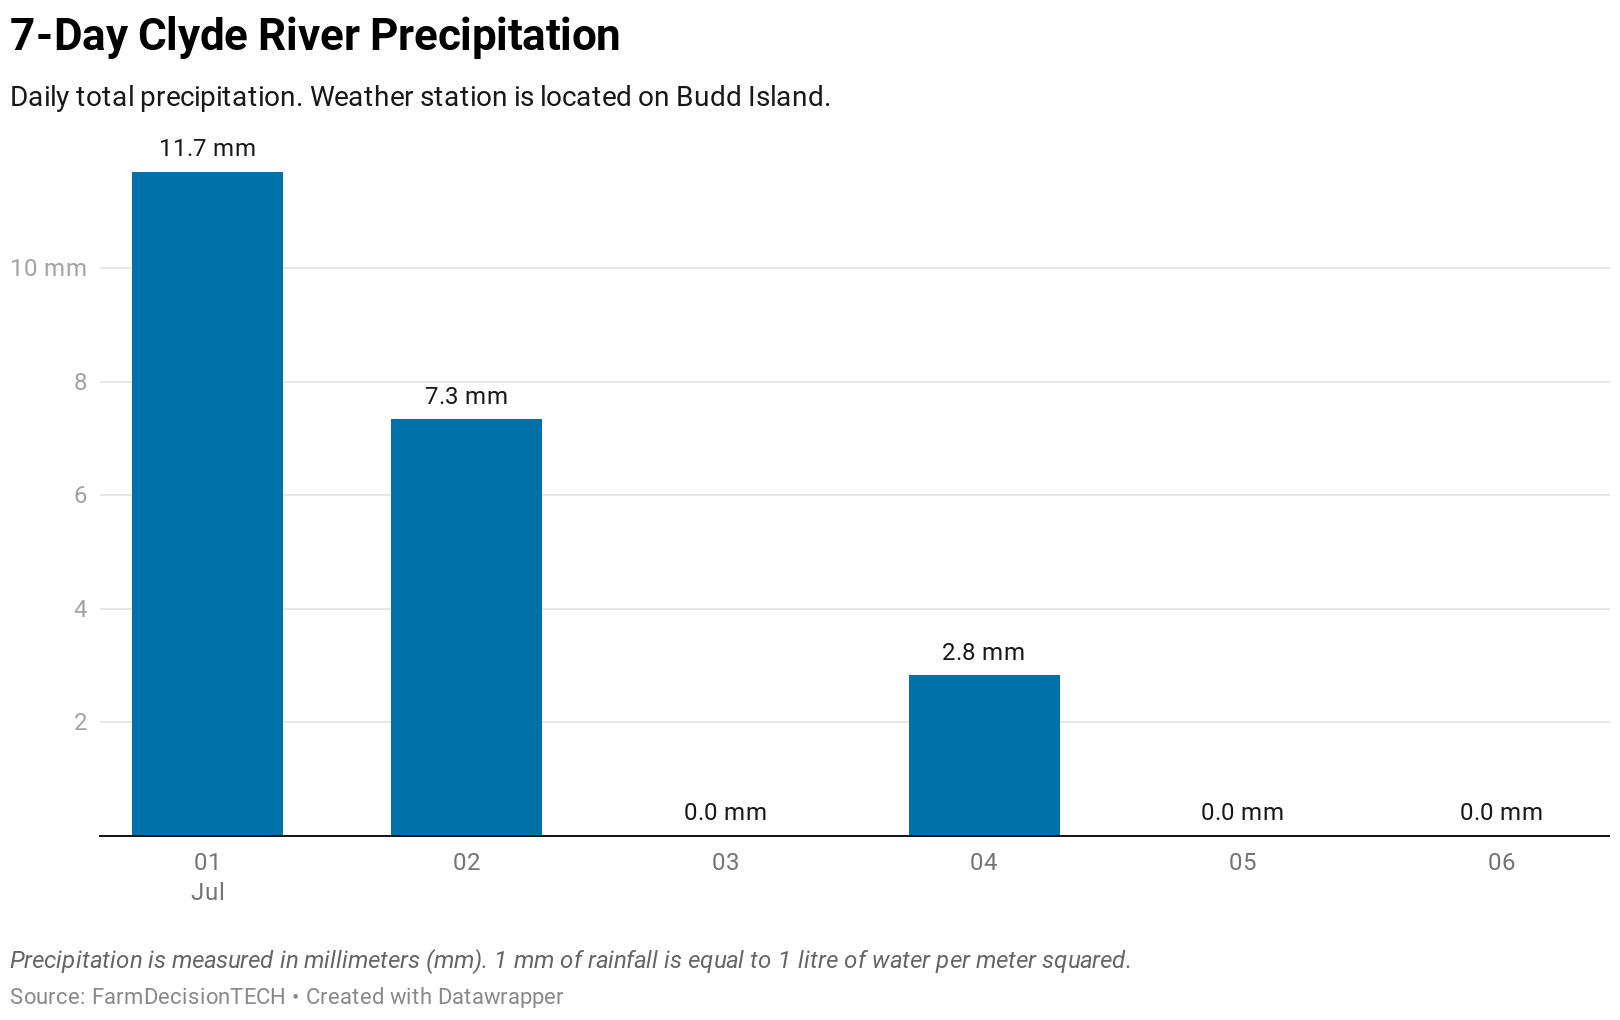 7-Day Clyde River Precipitation
Daily total precipitation. Weather station is located on Budd Island.
11.7 mm
10 mm
8
7.3 mm
6
4
2.8 mm
2
0.0 mm
0.0 mm
0.0 mm
01
02
03
04
05
06
Jul
Precipitation is measured in millimeters (mm). 1 mm of rainfall is equal to 1 litre of water per meter squared.
Source: FarmDecisionTECH • Created with Datawrapper